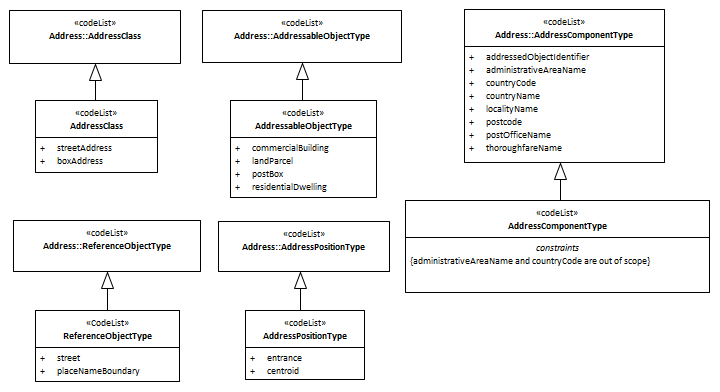 «codeList»
Address::AddressClass
«codeList»
AddressClass
+ streetAddress
+ boxAddress
«codeList»
Address::AddressableObjectType
«codeList»
AddressableObjectType
+ commercialBuilding
+ landParcel
+ postBox
+ residentialDwelling
«codeList»
Address::AddressComponentType
+ addressedObjectIdentifier
+ administrativeAreaName
+ countryCode
+ countryName
+ localityName
+ postcode
+ postOfficeName
+ thoroughfareName
«codeList»
AddressComponentType
constraints
{administrativeAreaName and countryCode are out of scope}
«codeList»
Address::ReferenceObjectType
«CodeList»
ReferenceObjectType
+ street
+ placeNameBoundary
«codeList»
Address::AddressPositionType
«codeList»
AddressPositionType
+ entrance
+ centroid